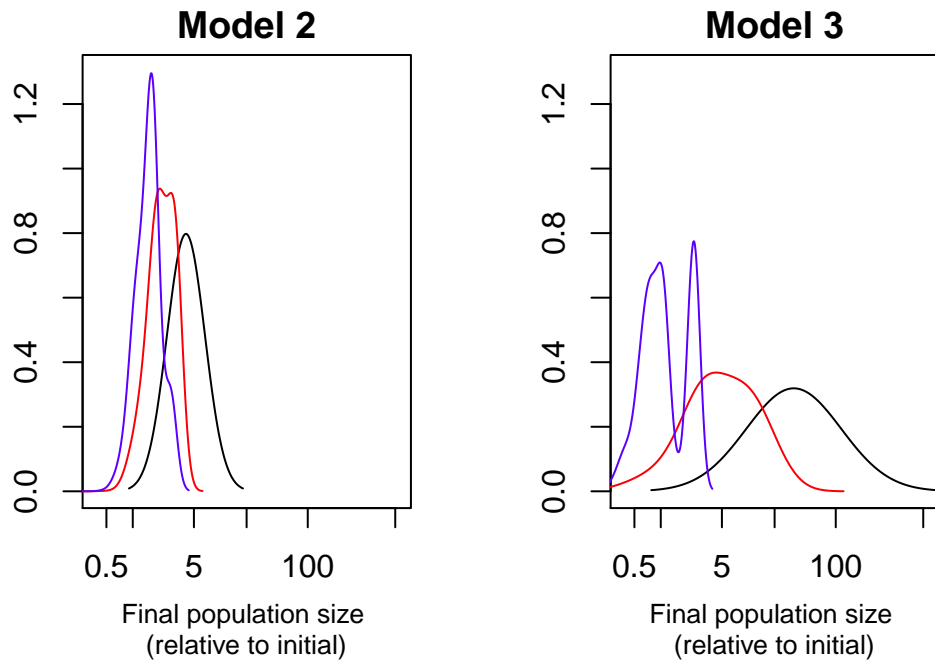 Model 2
1.2
0.8
0.4
0.0
0.5 5 100
Final population size
(relative to initial)
Model 3
1.2
0.8
0.4
0.0
0.5 5 100
Final population size
(relative to initial)